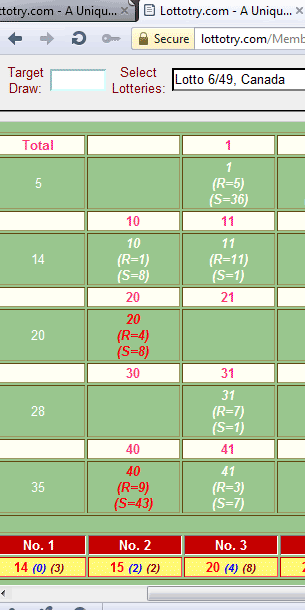 ttotry.com - A Uniqu... × Lottotry.com - A Uniqu... ×
Secure lottotry.com/Memb
Target Draw: Select Lotteries: Lotto 6/49, Canada
Total 1
5
1
(R=5)
(S=36)
10 11
14
10
(R=1)
(S=8)
11
(R=11)
(S=1)
20 21
20
20
(R=4)
(S=8)
30 31
28
31
(R=7)
(S=1)
40 41
35
40
(R=9)
(S=43)
41
(R=3)
(S=7)
No. 1 No. 2 No. 3
14 (0) (3) 15 (2) (2) 20 (4) (8)